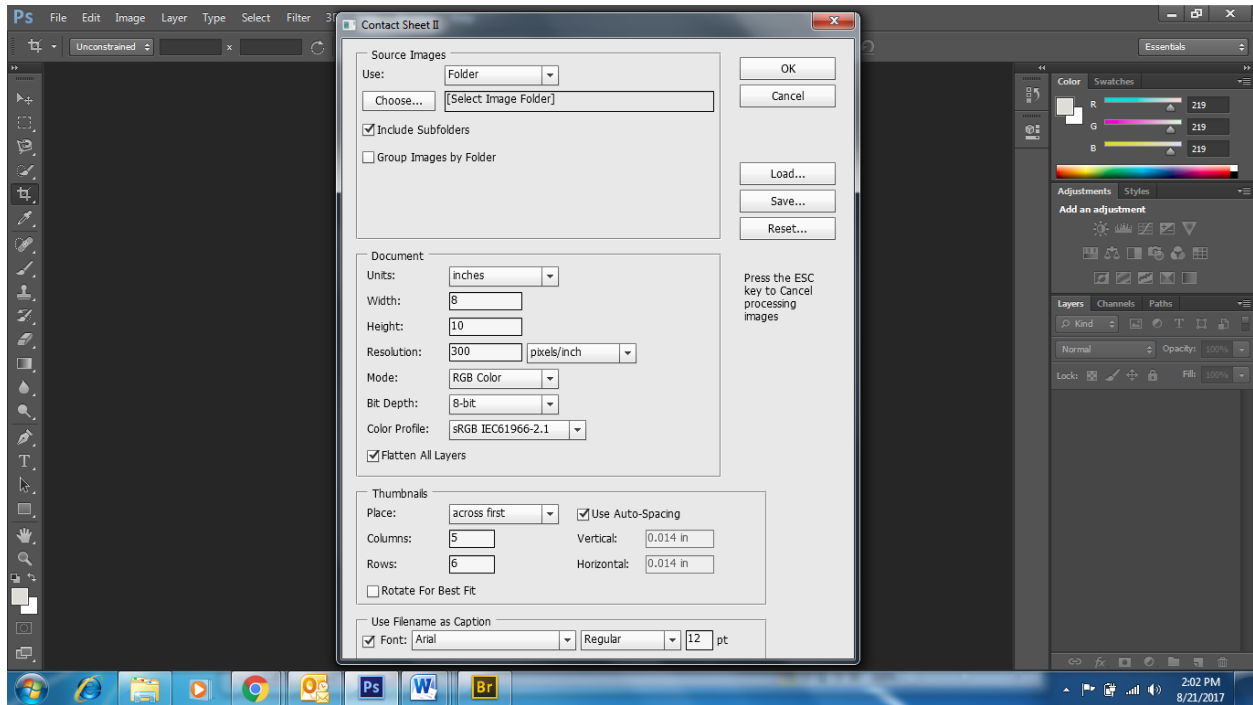 Ps File Edit Image Layer Type Select Filter 3D
Contact Sheet II
Unconstrained x
Essentials
Source Images
Use: Folder
Choose... [Select Image Folder]
Include Subfolders
Group Images by Folder
OK
Cancel
Load...
Save...
Reset...
Press the ESC
key to Cancel
processing
images
Document
Units: inches
Width: 8
Height: 10
Resolution: 300 pixels/inch
Mode: RGB Color
Bit Depth: 8-bit
Color Profile: sRGB IEC61966-2.1
Flatten All Layers
Thumbnails
Place: across first Use Auto-Spacing
Columns: 5 Vertical: 0.014 in
Rows: 6 Horizontal: 0.014 in
Rotate For Best Fit
Use Filename as Caption
Font: Arial Regular 12 pt
Color Swatches
R 219
G 219
B 219
Adjustments Styles
Add an adjustment
Layers Channels Paths
Kind
Normal Opacity: 100%
Lock: Fill: 100%
Ps W Br
2:02 PM
8/21/2017